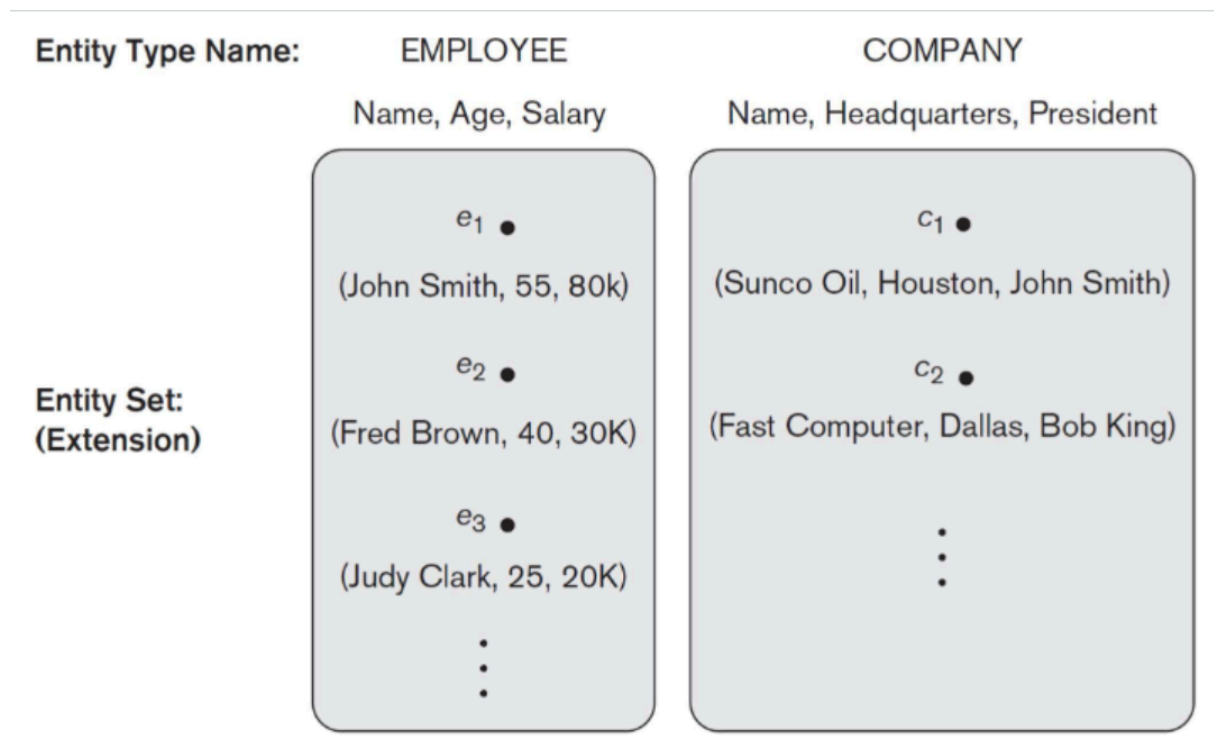 Entity Type Name: EMPLOYEE COMPANY
Name, Age, Salary Name, Headquarters, President
e1 c1
(John Smith, 55, 80k) (Sunco Oil, Houston, John Smith)
e2 c2
Entity Set:
(Extension)
(Fred Brown, 40, 30K) (Fast Computer, Dallas, Bob King)
e3
(Judy Clark, 25, 20K)